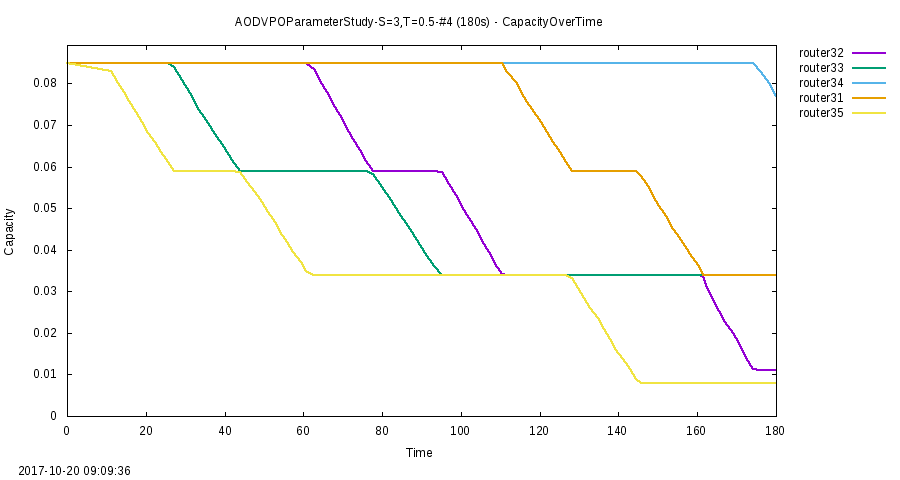 AODVPOParameterStudy-S=3,T=0.5-#4 (180s) - CapacityOverTime
router32
router33
router34
router31
router35
0.08
0.07
0.06
0.05
0.04
0.03
0.02
0.01
0
Capacity
0 20 40 60 80 100 120 140 160 180
Time
2017-10-20 09:09:36